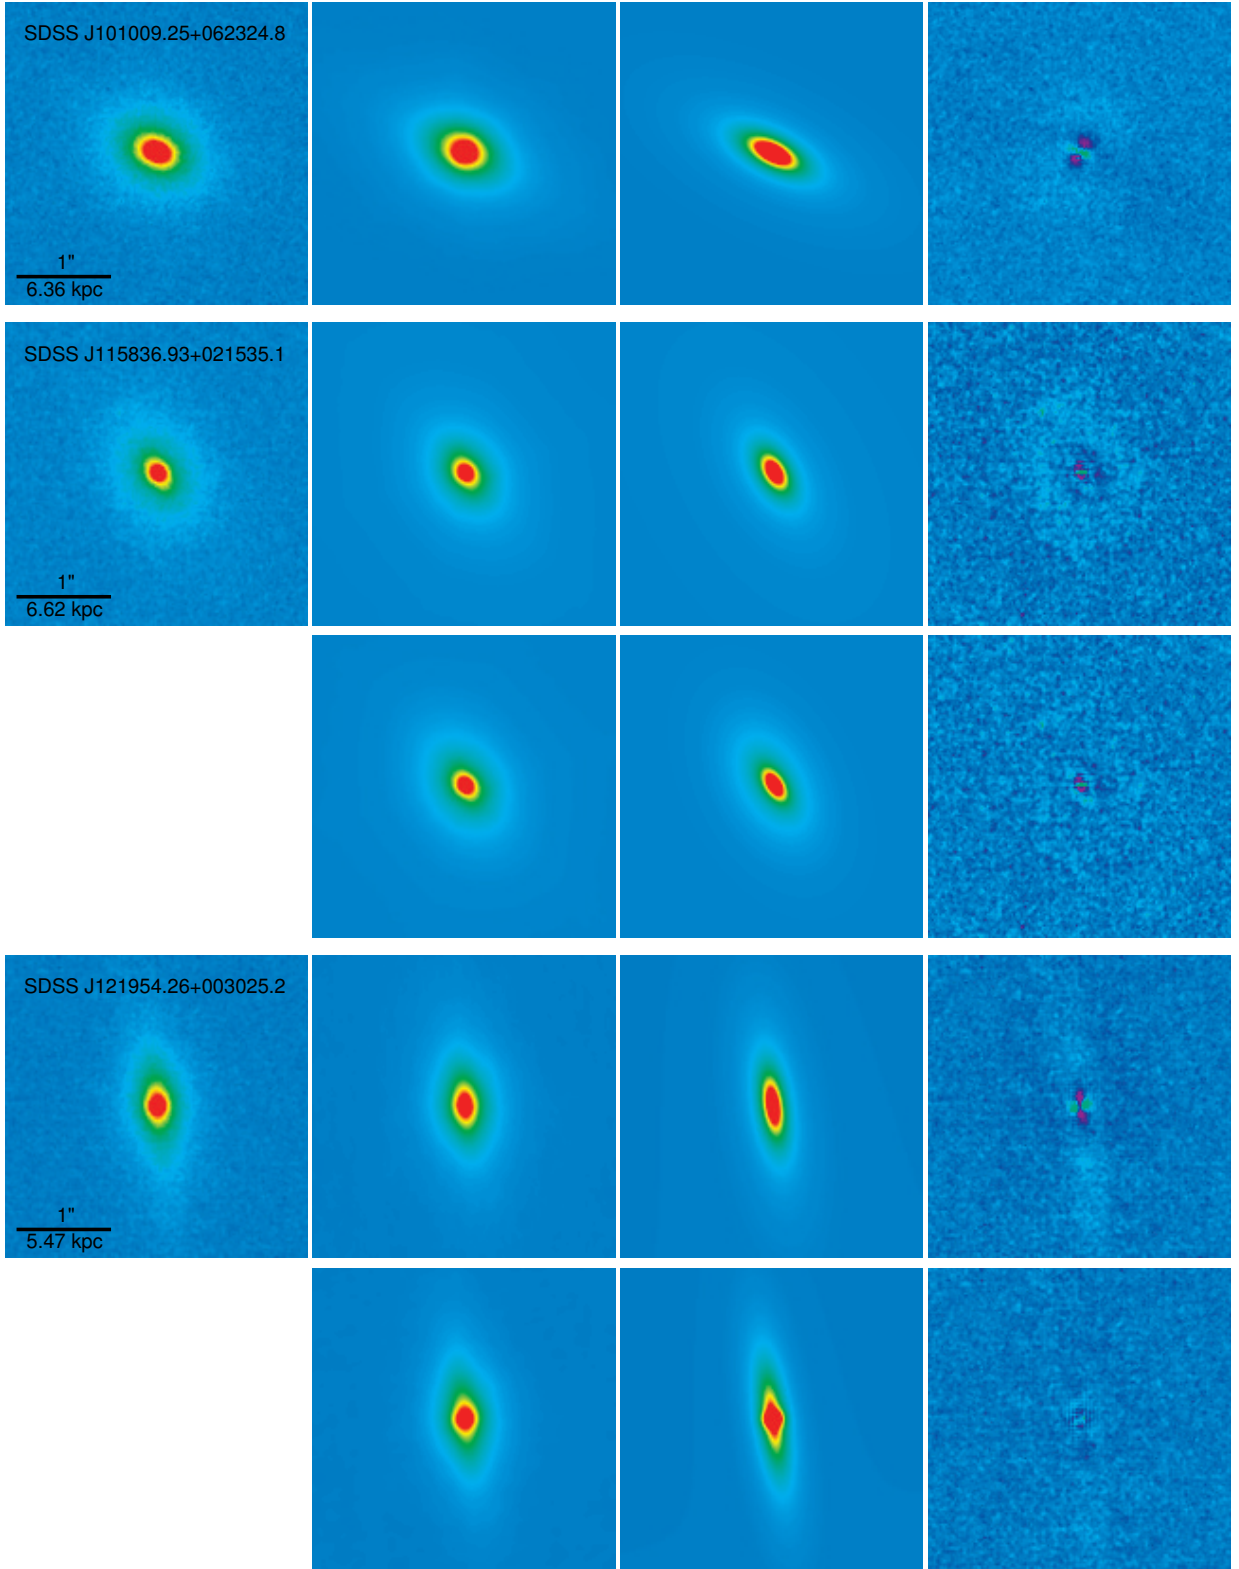 SDSS J101009.25+062324.8
1"
6.36 kpc
SDSS J115836.93+021535.1
1"
6.62 kpc
SDSS J121954.26+003025.2
1"
5.47 kpc